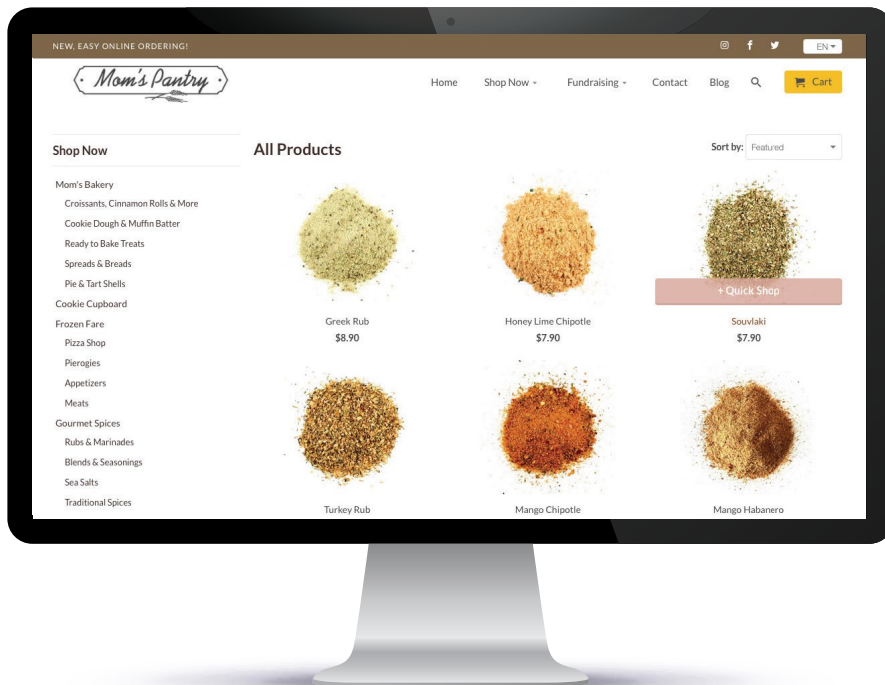 NEW, EASY ONLINE ORDERING!
EN
Mom's Pantry
Home Shop Now Fundraising Contact Blog Cart
Shop Now
Mom's Bakery
Croissants, Cinnamon Rolls & More
Cookie Dough & Muffin Batter
Ready to Bake Treats
Spreads & Breads
Pie & Tart Shells
Cookie Cupboard
Frozen Fare
Pizza Shop
Pierogies
Appetizers
Meats
Gourmet Spices
Rubs & Marinades
Blends & Seasonings
Sea Salts
Traditional Spices
All Products
Sort by: Featured
+ Quick Shop
Greek Rub
$8.90
Honey Lime Chipotle
$7.90
Souvlaki
$7.90
Turkey Rub
Mango Chipotle
Mango Habanero